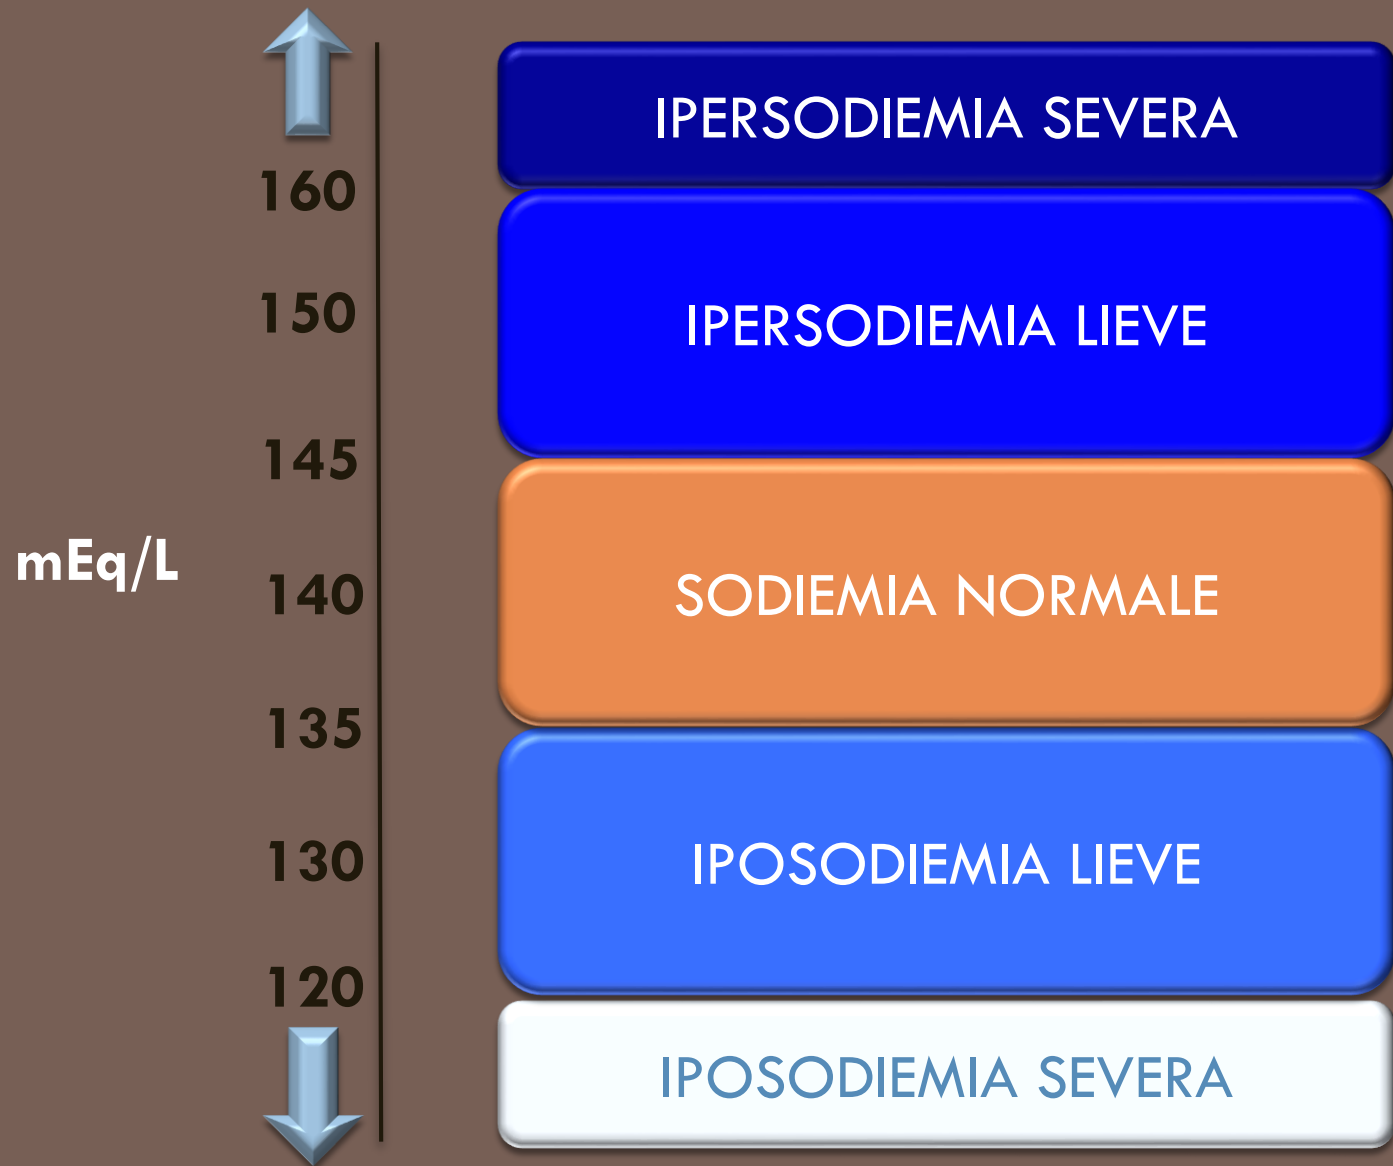 IPERSODIEMIA SEVERA
160
150
IPERSODIEMIA LIEVE
145
mEq/L
140
SODIEMIA NORMALE
135
130
IPOSODIEMIA LIEVE
120
IPOSODIEMIA SEVERA